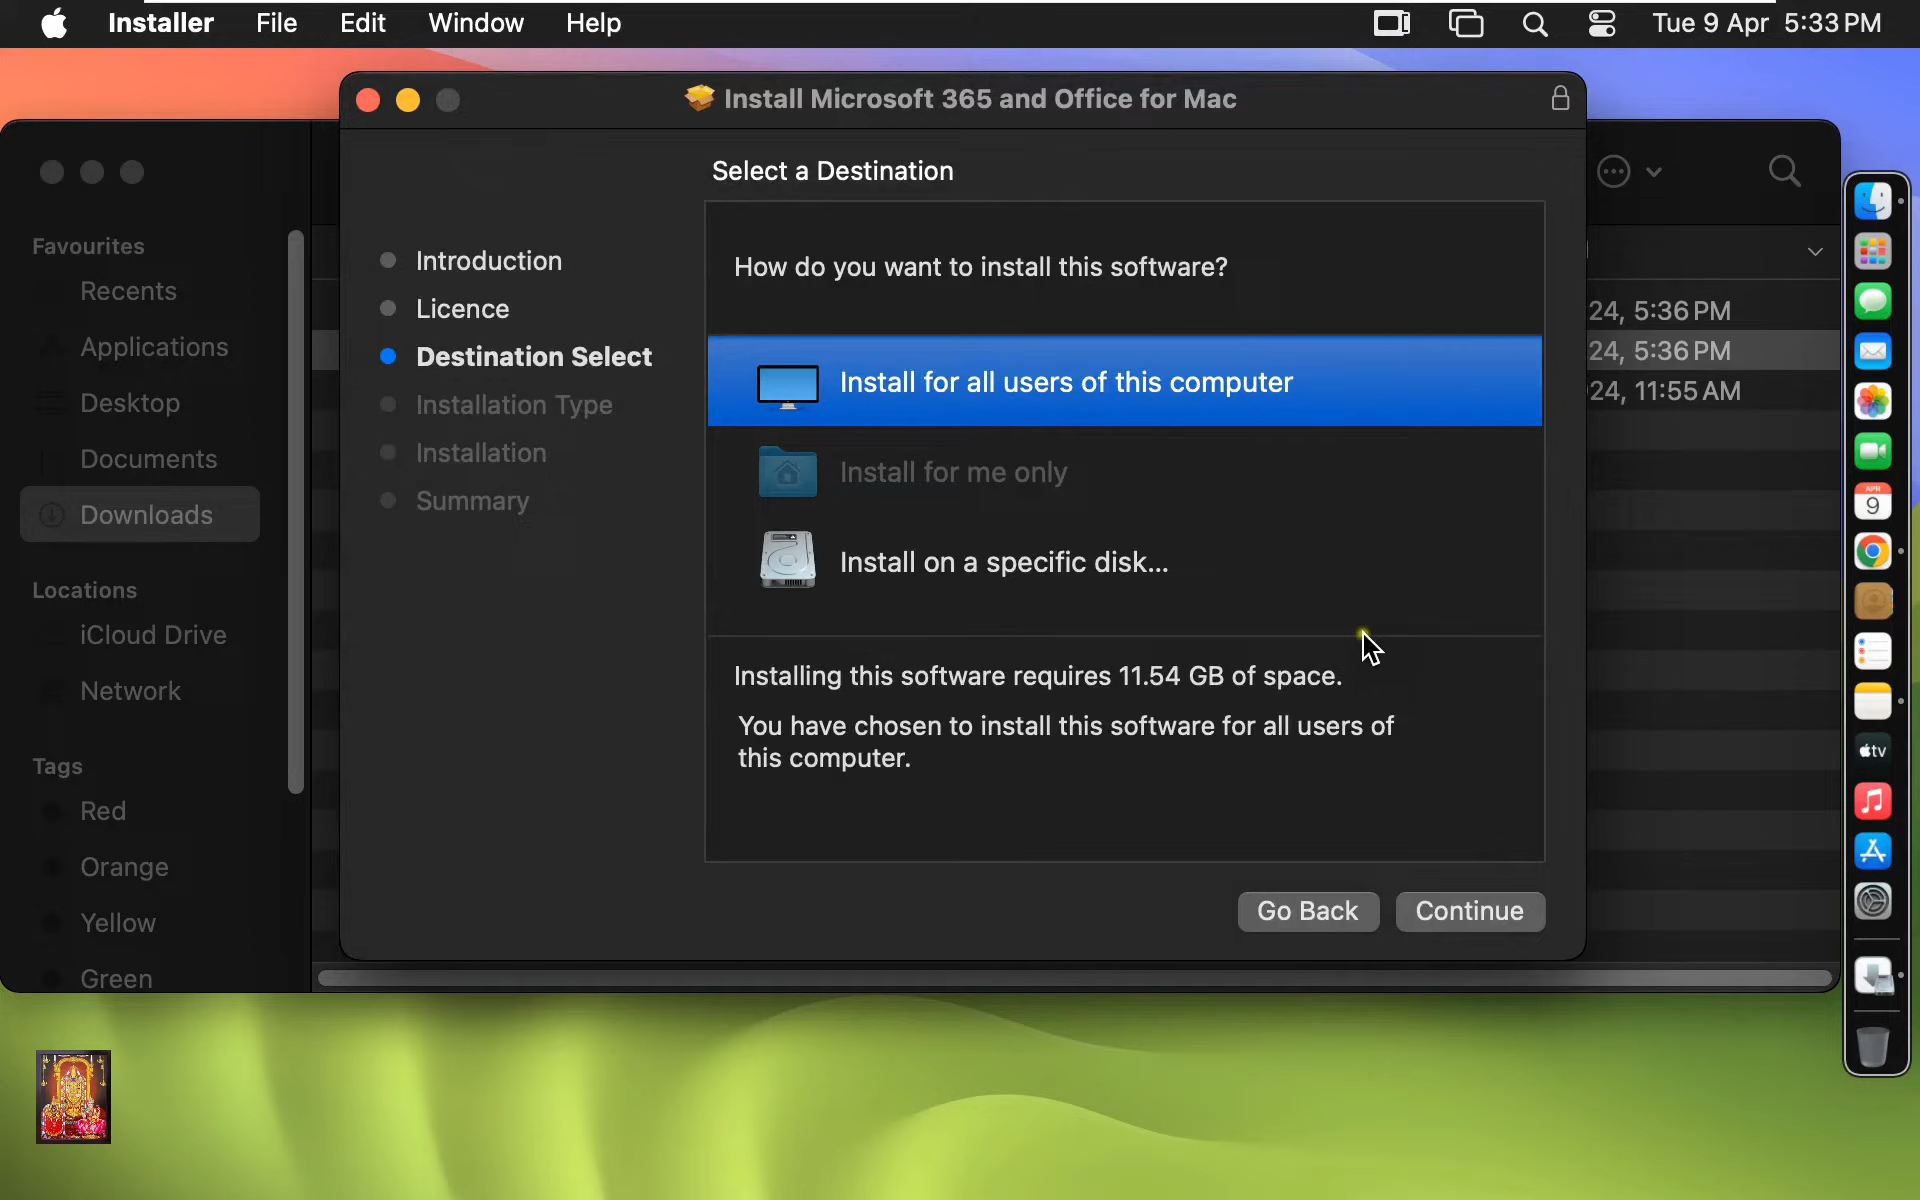 Installer File Edit Window Help Tue 9 Apr 5:33 PM
Install Microsoft 365 and Office for Mac
Favourites
Recents
Applications
Desktop
Documents
Downloads
Locations
iCloud Drive
Network
Tags
Red
Orange
Yellow
Green
Introduction
Licence
Destination Select
Installation Type
Installation
Summary
Select a Destination
How do you want to install this software?
Install for all users of this computer
Install for me only
Install on a specific disk...
Installing this software requires 11.54 GB of space.
You have chosen to install this software for all users of
this computer.
Go Back Continue
24, 5:36 PM
24, 5:36 PM
24, 11:55 AM
APR
9
tv